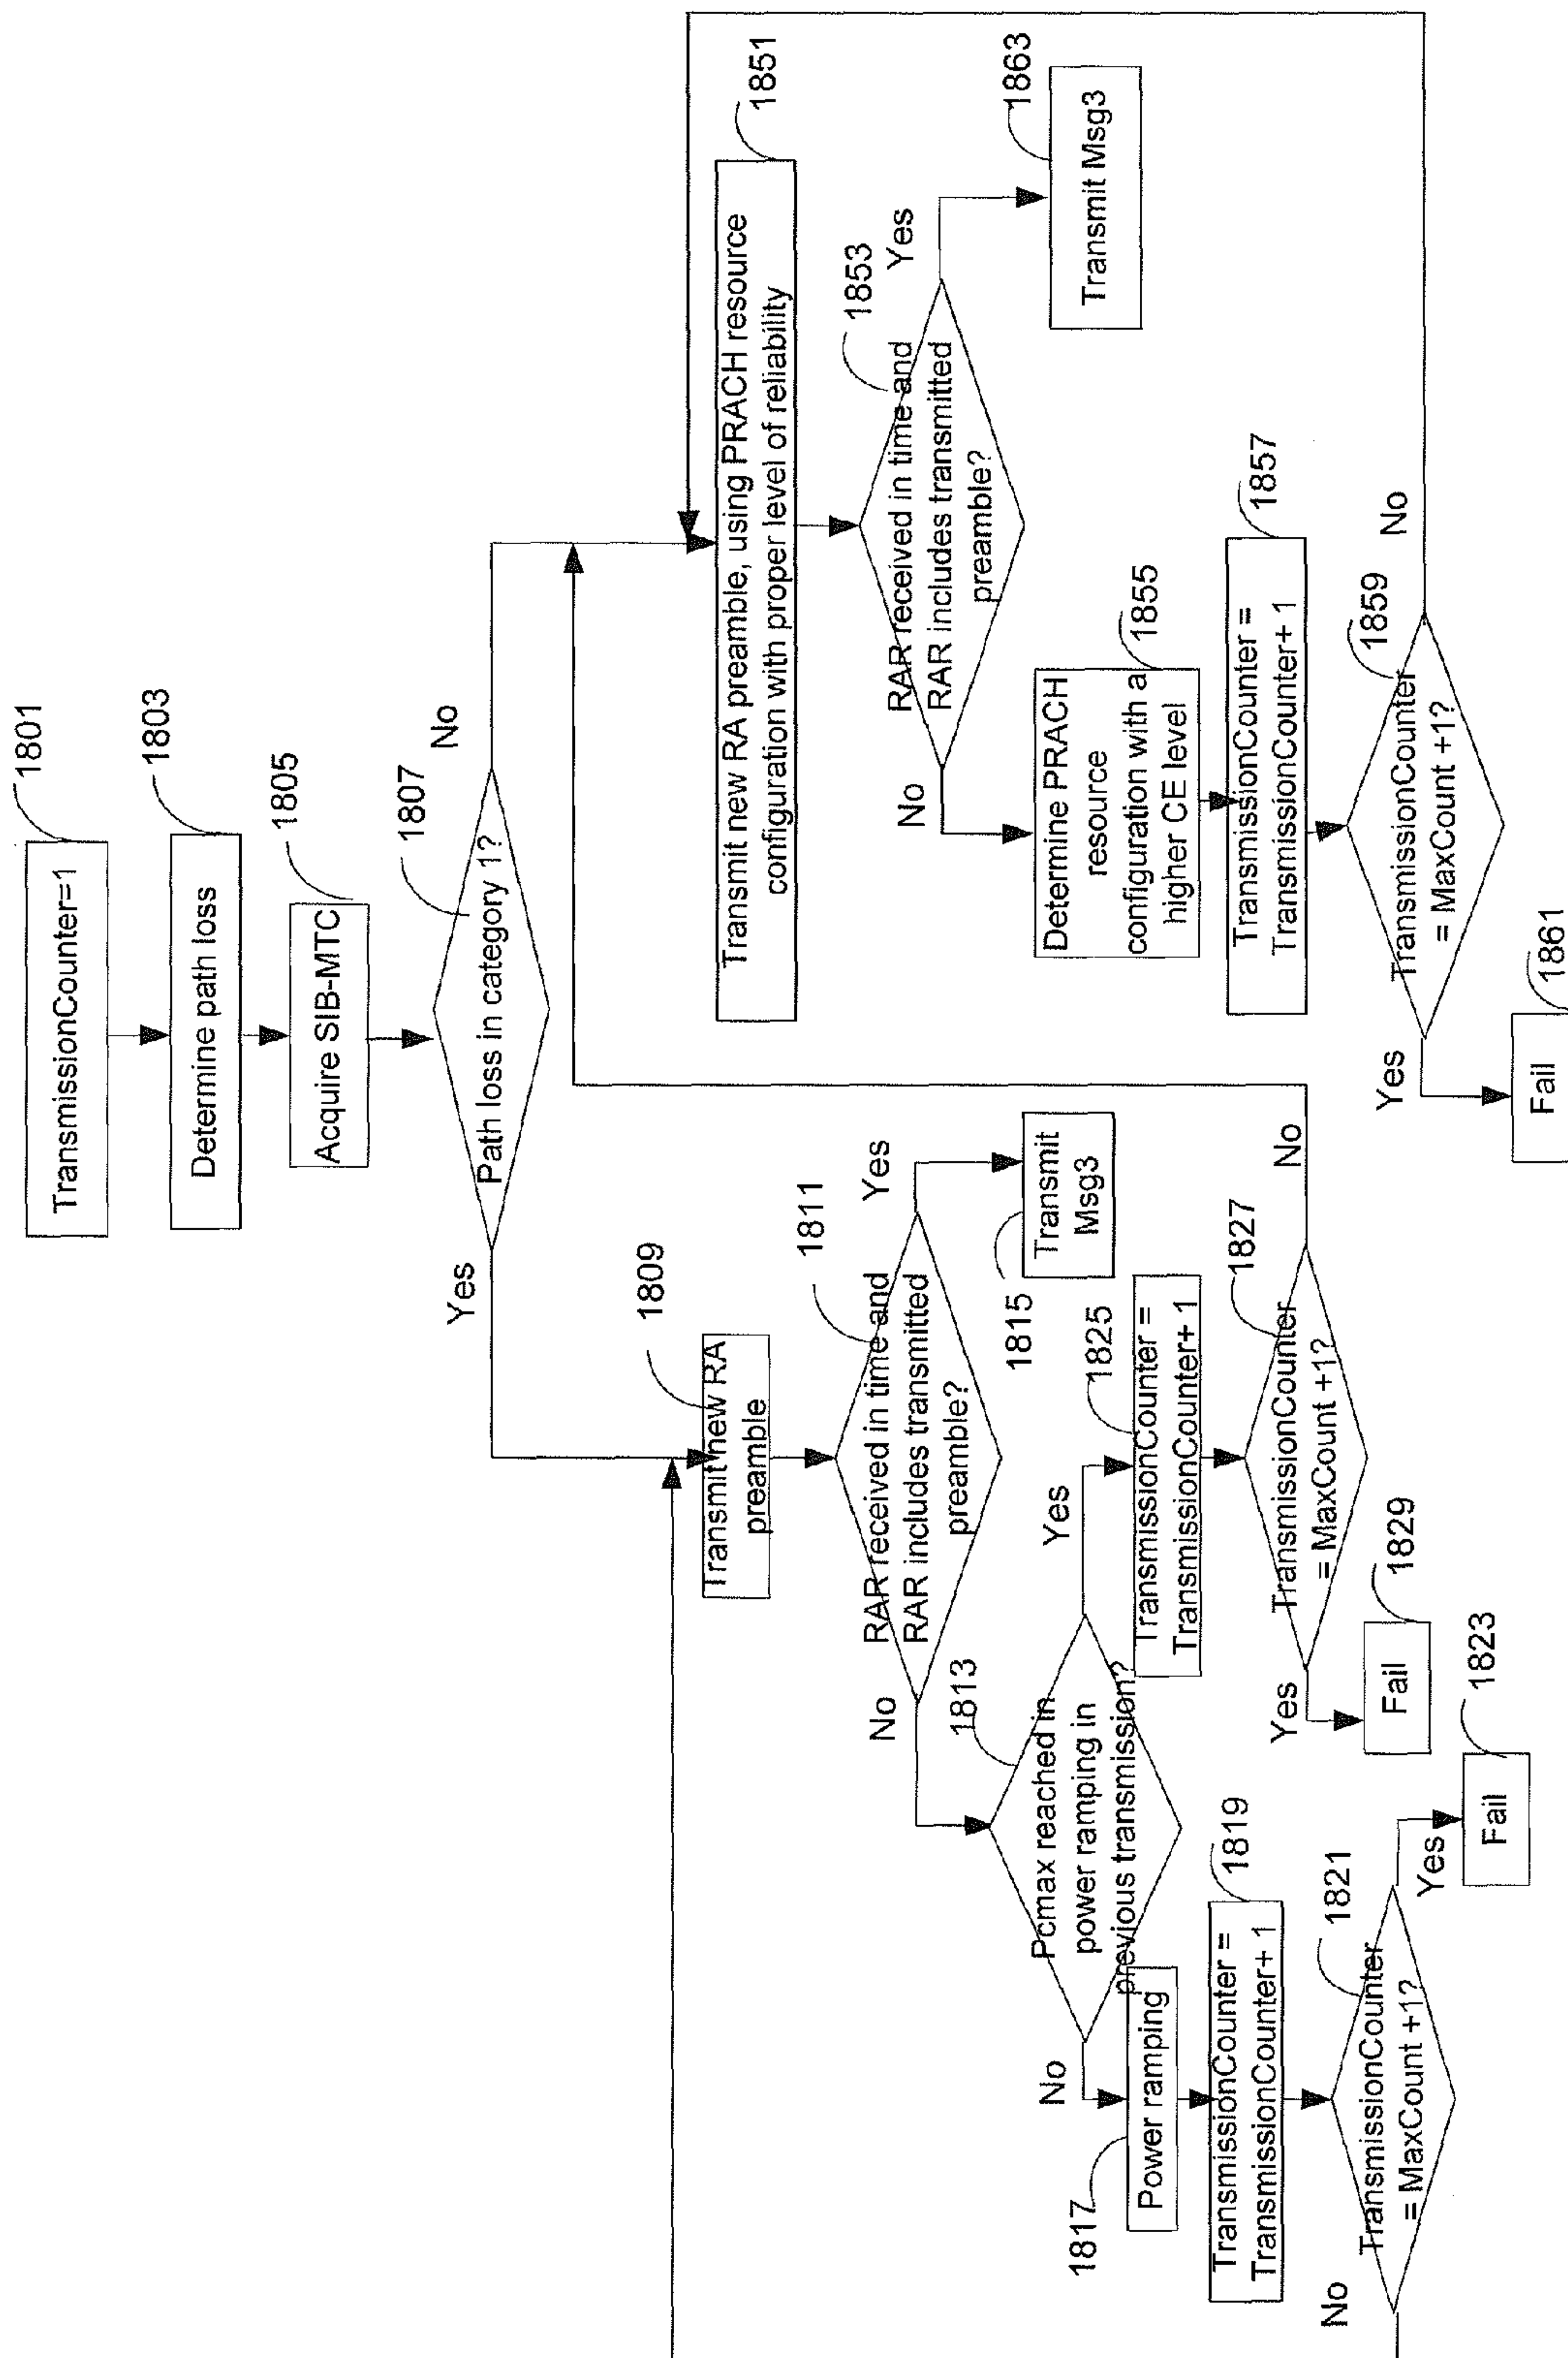 TransmissionCounter=1
1801
Determine path loss
1803
Acquire SIB-MTC
1805
Path loss in category 1?
1807
Yes
No
Transmit new RA
preamble
1809
RAR received in time and
RAR includes transmitted
preamble?
1811
No
Yes
Transmit
Msg3
1815
Pcmax reached in
power ramping in
previous transmission?
1813
No
Yes
Power ramping
1817
TransmissionCounter =
TransmissionCounter+ 1
1819
TransmissionCounter
= MaxCount +1?
1821
No
Yes
Fail
1823
TransmissionCounter =
TransmissionCounter+ 1
1825
TransmissionCounter
= MaxCount +1?
1827
Yes
No
Fail
1829
Transmit new RA preamble, using PRACH resource
configuration with proper level of reliability
1851
RAR received in time and
RAR includes transmitted
preamble?
1853
No
Yes
Transmit Msg3
1863
Determine PRACH
resource
configuration with a
higher CE level
1855
TransmissionCounter =
TransmissionCounter+ 1
1857
TransmissionCounter
= MaxCount +1?
1859
Yes
No
Fail
1861